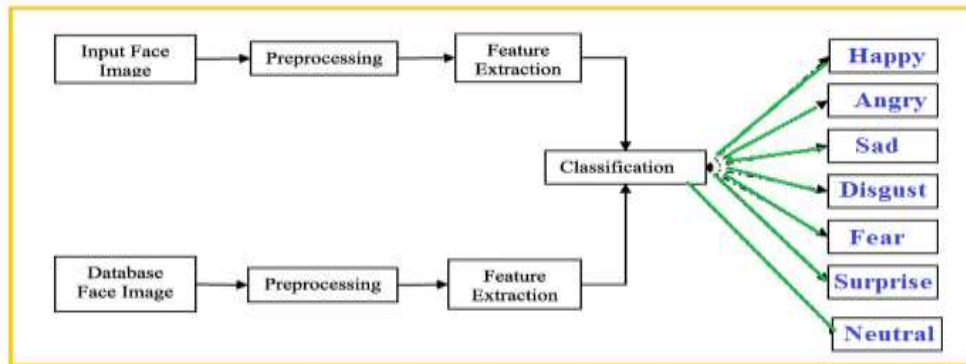 Input Face
Image
Preprocessing
Feature
Extraction
Classification
Database
Face Image
Preprocessing
Feature
Extraction
Happy
Angry
Sad
Disgust
Fear
Surprise
Neutral